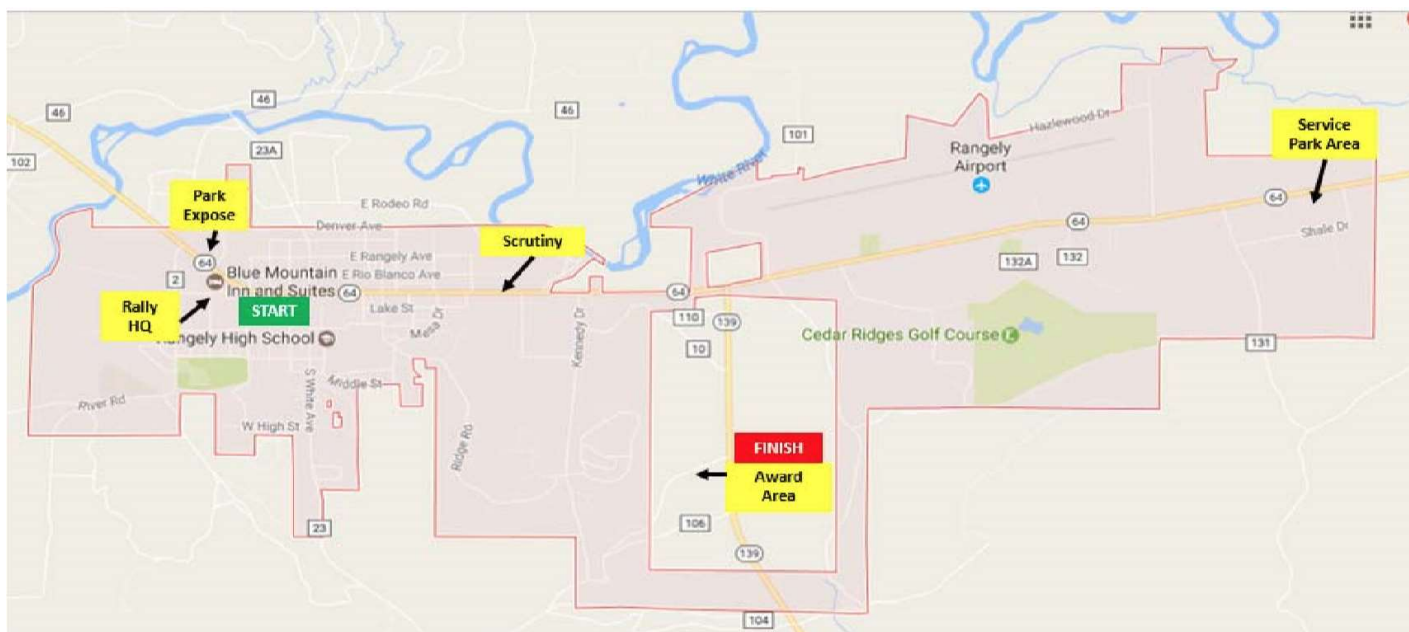 46
46
46
101
23A
102
Hazlewood Dr
Service
Park Area
Rangely
Airport
White River
Park
Expose
E Rodeo Rd
Denver Ave
64
64
Shale Dr
Scrutiny
E Rangely Ave
132A
132
64
2
Blue Mountain
Inn and Suites
E Rio Blanco Ave
64
64
Rally
HQ
START
Lake St
110
139
Mesa Dr
Rangely High School
Kennedy Dr
10
Cedar Ridges Golf Course
131
Middle St
River Rd
S White Ave
W High St
Ridge Rd
FINISH
Award
Area
23
106
139
104